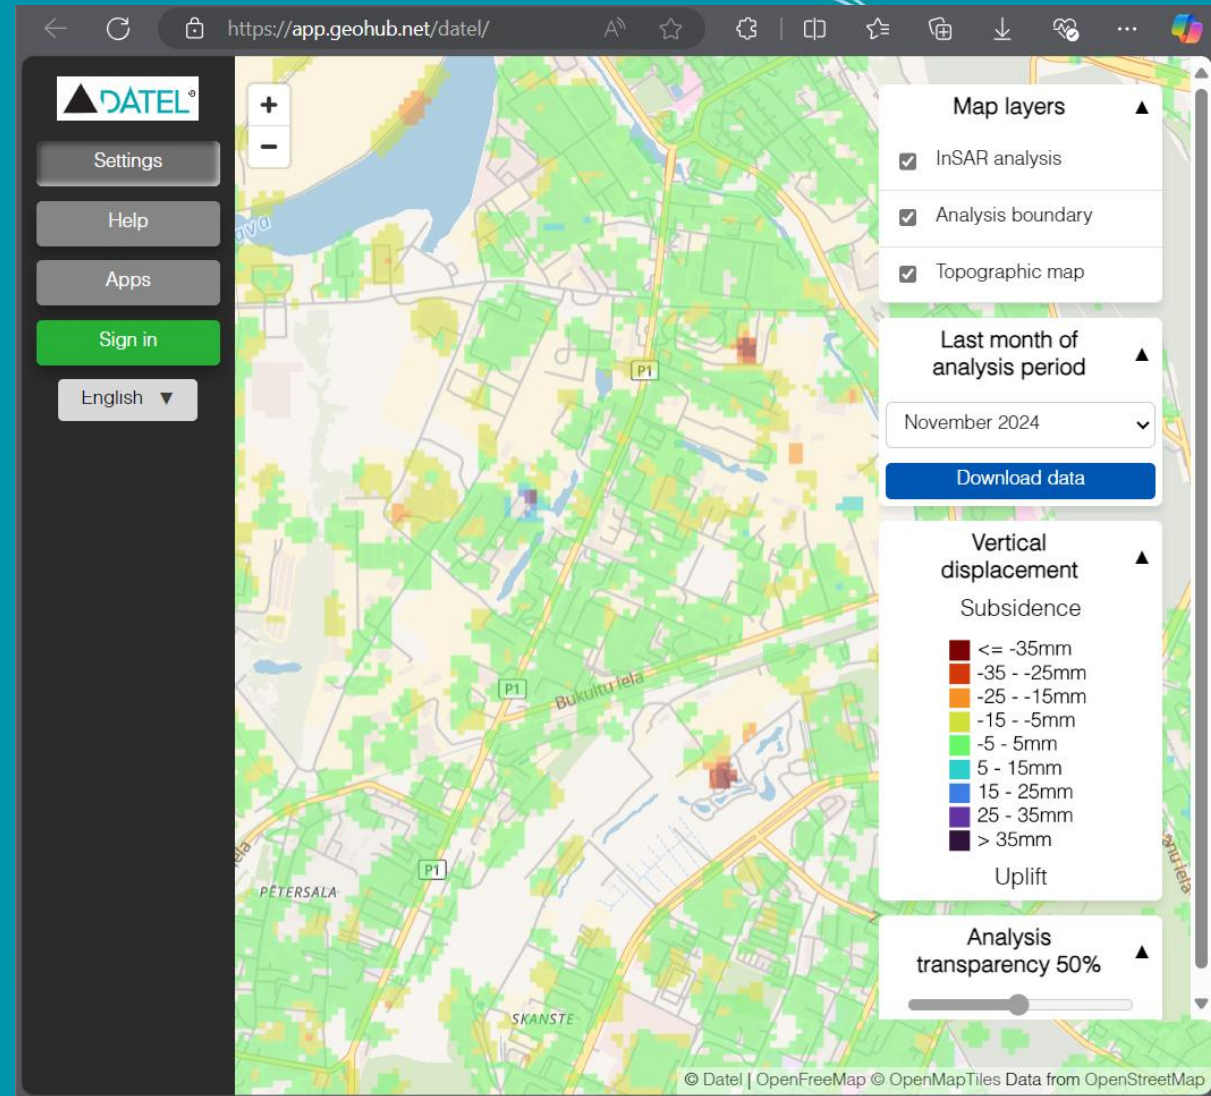 https://app.geohub.net/datel/
DATEL
Settings
Help
Apps
Sign in
English ▼
+
−
Map layers ▲
InSAR analysis
Analysis boundary
Topographic map
Last month of
analysis period ▲
November 2024
Download data
Vertical
displacement ▲
Subsidence
<= -35mm
-35 - -25mm
-25 - -15mm
-15 - -5mm
-5 - 5mm
5 - 15mm
15 - 25mm
25 - 35mm
> 35mm
Uplift
Analysis
transparency 50% ▲
ava
P1
P1
Bukultu iela
P1
PĒTERSALA
SKANSTE
© Datel | OpenFreeMap © OpenMapTiles Data from OpenStreetMap